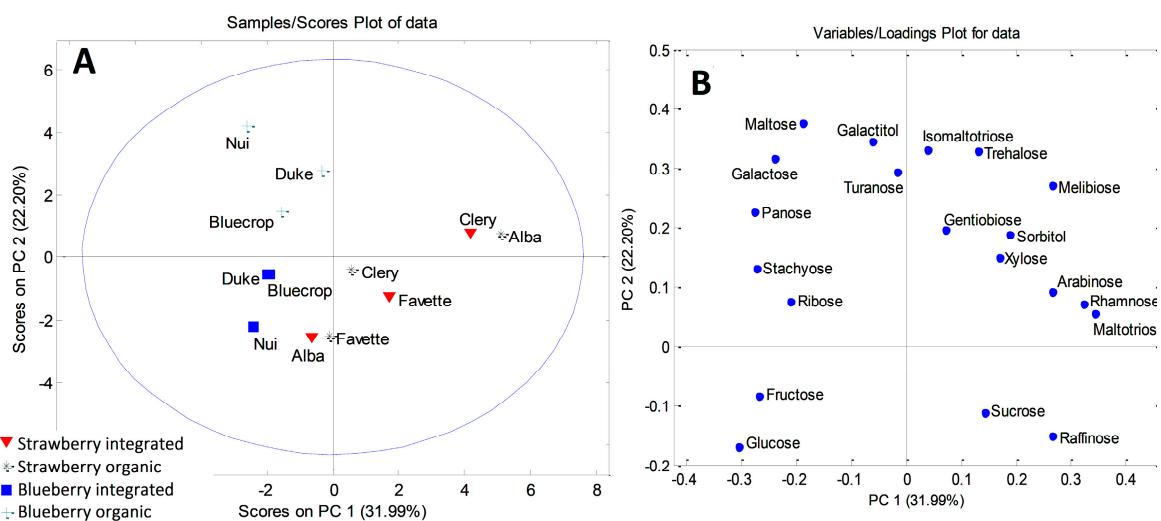 Samples/Scores Plot of data
A
6
4
2
0
-2
-4
Scores on PC 2 (22.20%)
Nui
Duke
Bluecrop
Clery
Alba
Duke
Bluecrop
Clery
Favette
Nui
Alba
Favette
-2
0
2
4
6
8
Scores on PC 1 (31.99%)
Strawberry integrated
Strawberry organic
Blueberry integrated
Blueberry organic
Variables/Loadings Plot for data
B
0.5
0.4
0.3
0.2
0.1
0
-0.1
-0.2
PC 2 (22.20%)
Maltose
Galactitol
Isomaltotriose
Trehalose
Galactose
Turanose
Melibiose
Panose
Gentiobiose
Sorbitol
Xylose
Stachyose
Arabinose
Ribose
Rhamnose
Maltotrios
Fructose
Sucrose
Glucose
Raffinose
-0.4
-0.3
-0.2
-0.1
0
0.1
0.2
0.3
0.4
PC 1 (31.99%)